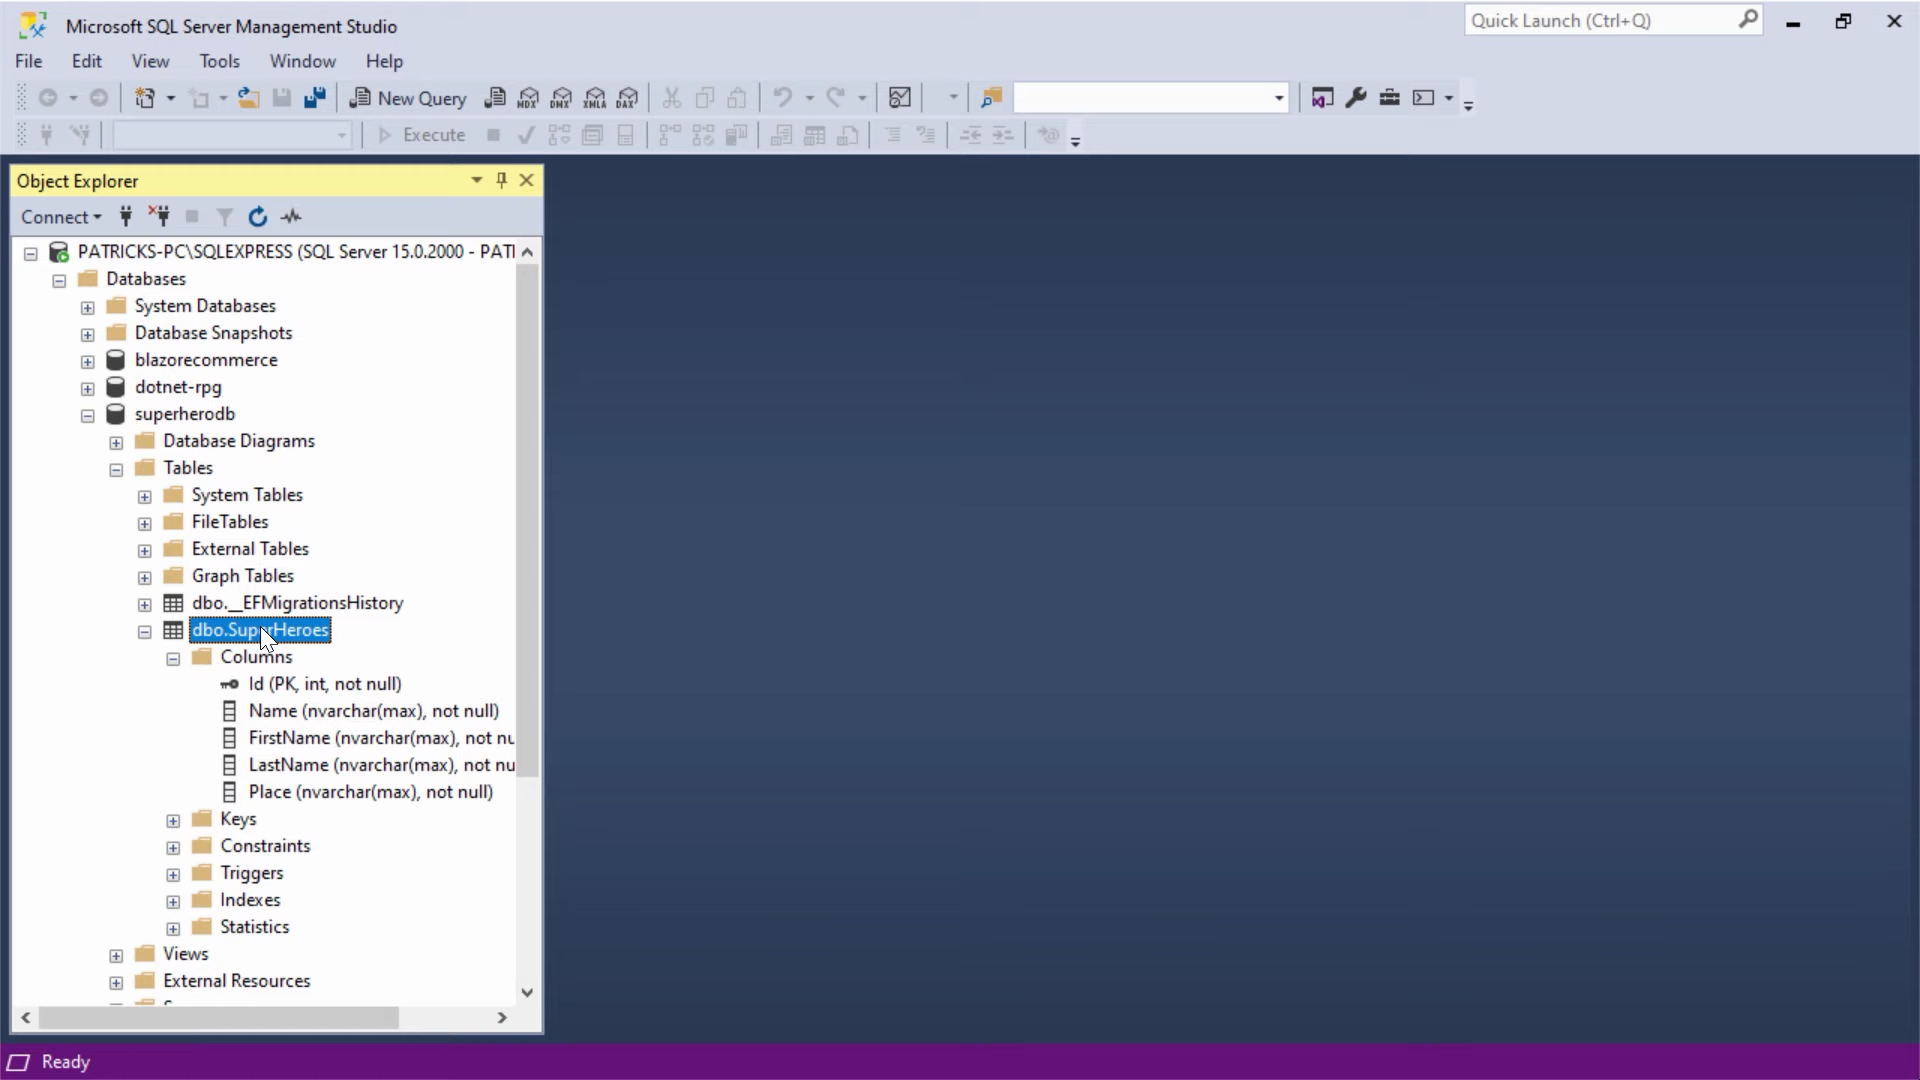 Microsoft SQL Server Management Studio
Quick Launch (Ctrl+Q)
File Edit View Tools Window Help
New Query MDX DMX XMLA DAX
Execute
Object Explorer
Connect
PATRICKS-PC\SQLEXPRESS (SQL Server 15.0.2000 - PATI
Databases
System Databases
Database Snapshots
blazorecommerce
dotnet-rpg
superherodb
Database Diagrams
Tables
System Tables
FileTables
External Tables
Graph Tables
dbo.__EFMigrationsHistory
dbo.SuperHeroes
Columns
Id (PK, int, not null)
Name (nvarchar(max), not null)
FirstName (nvarchar(max), not nu
LastName (nvarchar(max), not nu
Place (nvarchar(max), not null)
Keys
Constraints
Triggers
Indexes
Statistics
Views
External Resources
Ready